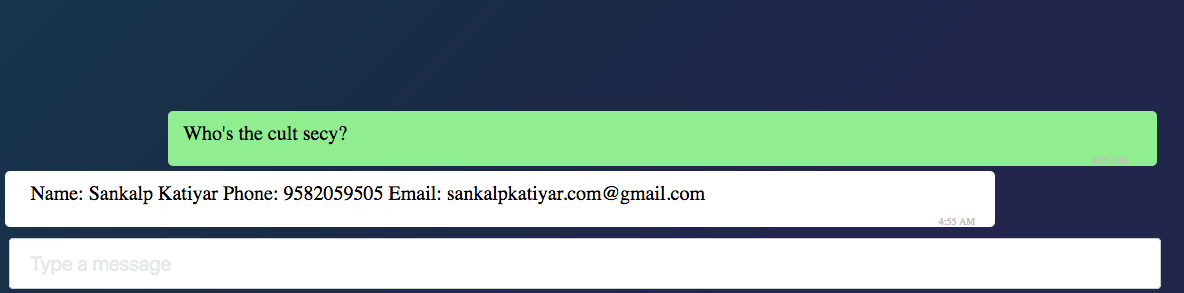 Who's the cult secy?
4:55 AM
Name: Sankalp Katiyar Phone: 9582059505 Email: sankalpkatiyar.com@gmail.com
4:55 AM
Type a message